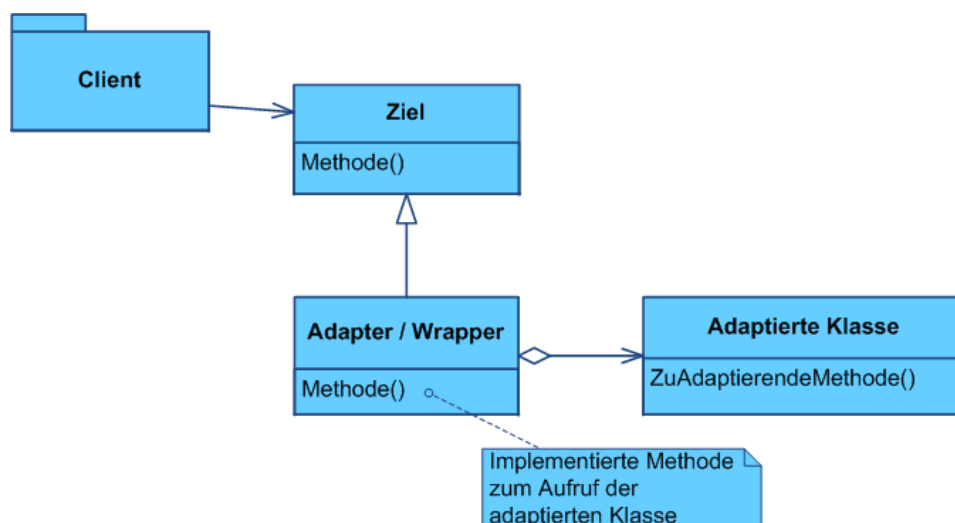 Client
Ziel
Methode()
Adapter / Wrapper
Methode()
Adaptierte Klasse
ZuAdaptierendeMethode()
Implementierte Methode
zum Aufruf der
adaptierten Klasse